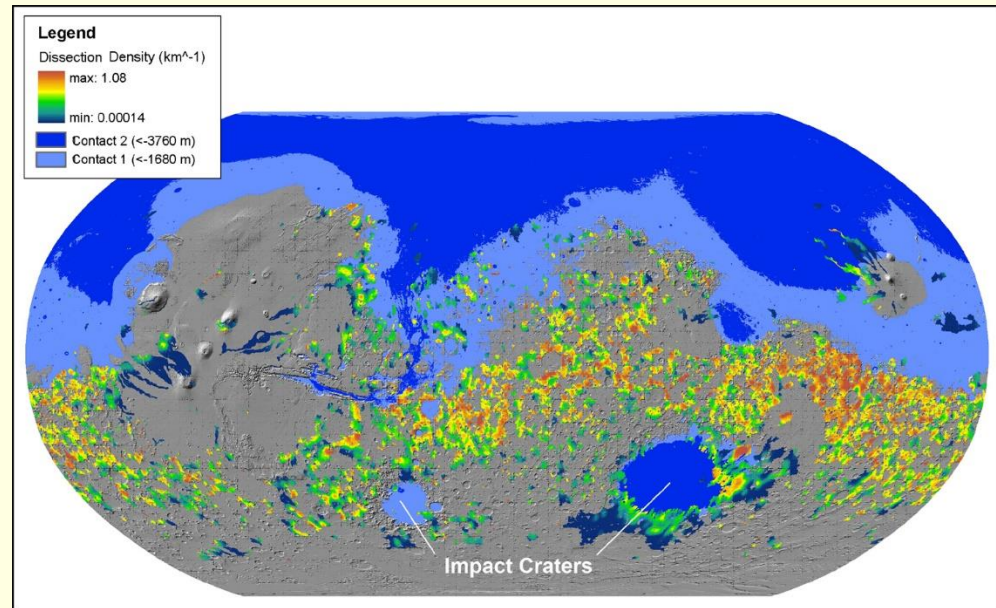 Legend
Dissection Density (km^-1)
max: 1.08
min: 0.00014
Contact 2 (<-3760 m)
Contact 1 (<-1680 m)
Impact Craters